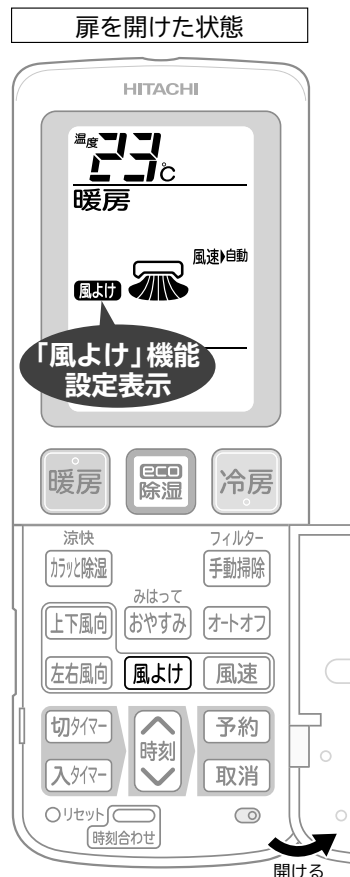 扉を開けた状態
HITACHI
温度23℃
暖房
風速▶自動
風よけ
「風よけ」機能
設定表示
暖房
eco
除湿
冷房
涼快
フィルター
カラッと除湿
手動掃除
みはって
上下風向
おやすみ
オートオフ
左右風向
風よけ
風速
切タイマー
時刻
予約
入タイマー
取消
リセット
時刻合わせ
開ける